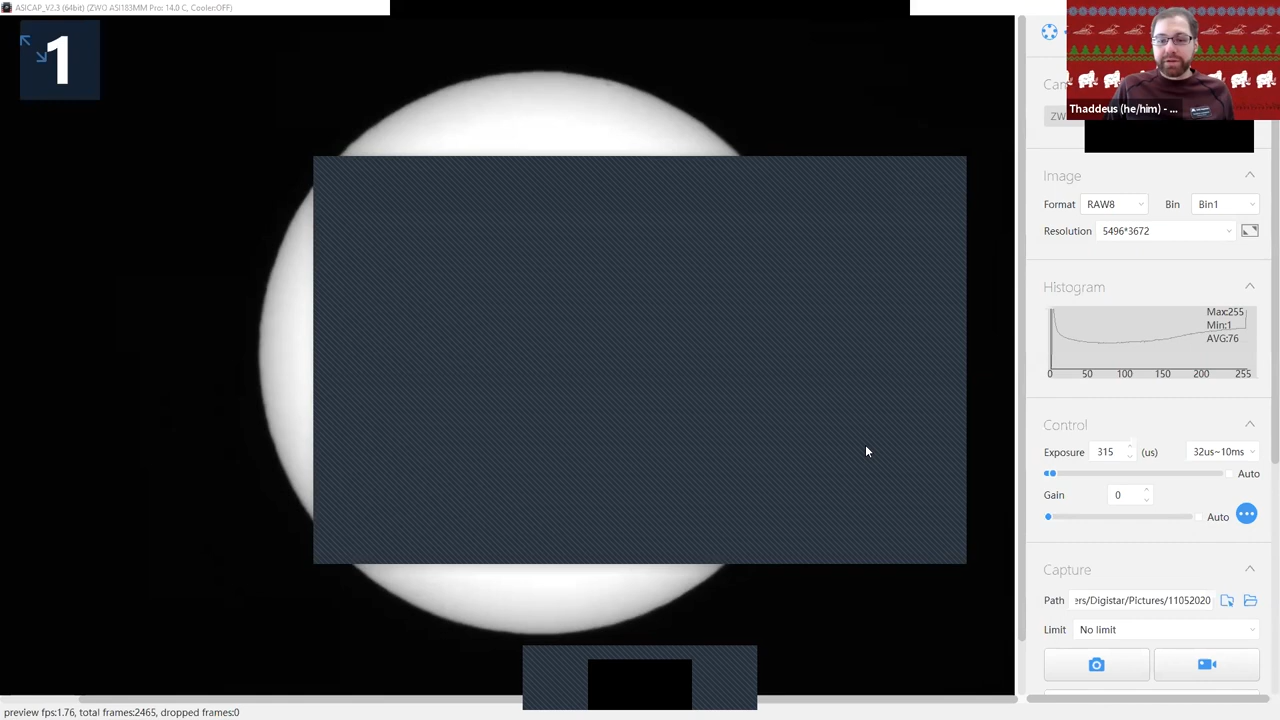 ASICAP_V2.3 (64bit) (ZWO ASI183MM Pro: 14.0 C, Cooler:OFF)
1
Thaddeus (he/him) - ...
Image
Format RAW8 Bin Bin1
Resolution 5496*3672
Histogram
Max:255
Min:1
AVG:76
0 50 100 150 200 255
Control
Exposure 315 (us) 32us~10ms
Auto
Gain 0
Auto
Capture
Path ers/Digistar/Pictures/11052020
Limit No limit
preview fps:1.76, total frames:2465, dropped frames:0